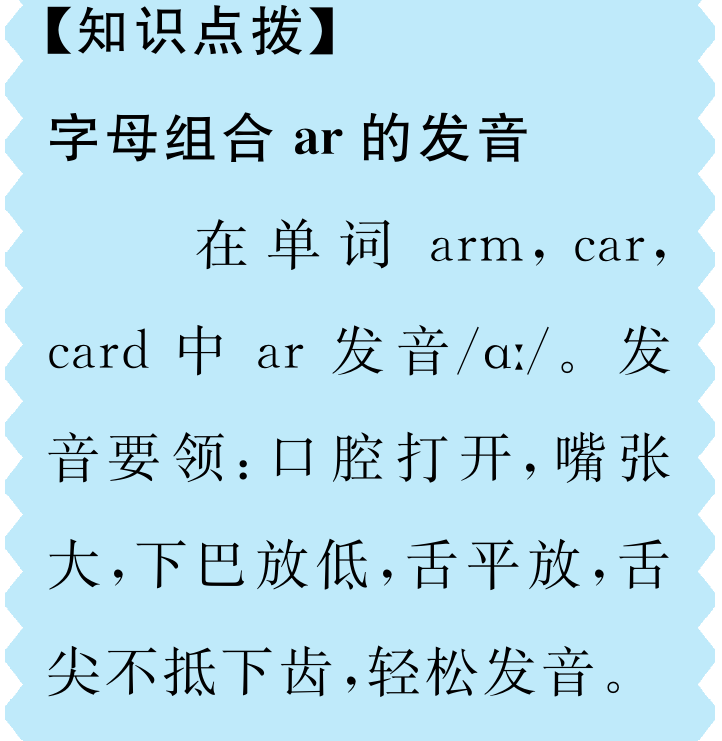 【知识点拨】
字母组合 ar 的发音
在单词 arm, car,
card 中 ar 发音/ɑː/。发
音要领:口腔打开,嘴张
大,下巴放低,舌平放,舌
尖不抵下齿,轻松发音。